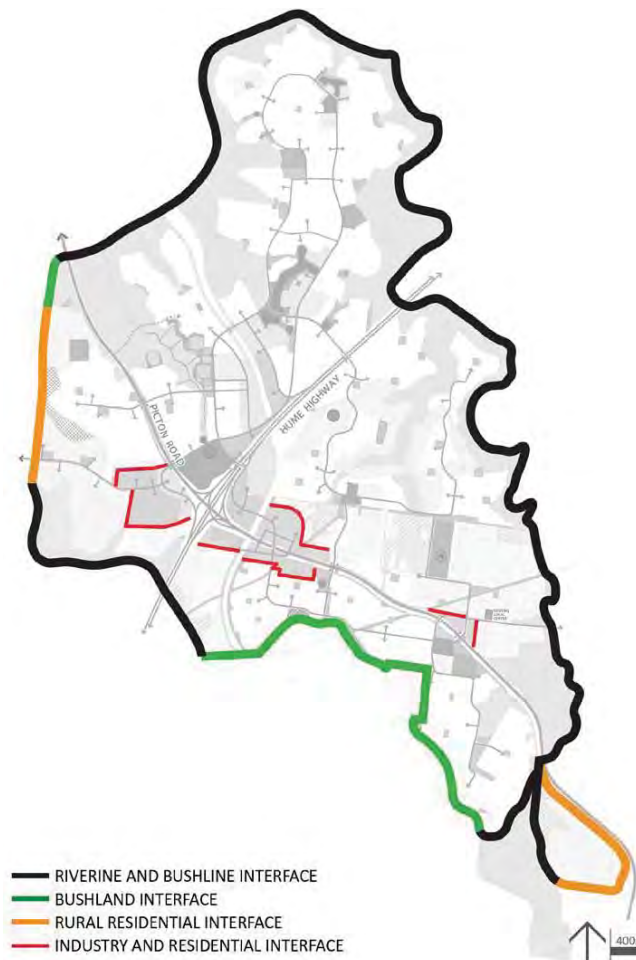 HUME HIGHWAY
PICTON ROAD
RIVERINE AND BUSHLINE INTERFACE
BUSHLAND INTERFACE
RURAL RESIDENTIAL INTERFACE
INDUSTRY AND RESIDENTIAL INTERFACE
400